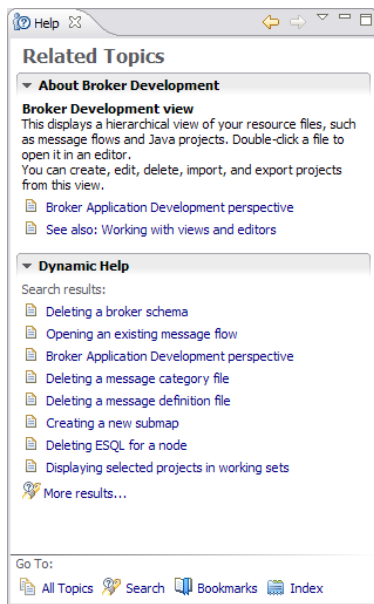 Help
Related Topics
About Broker Development
Broker Development view
This displays a hierarchical view of your resource files, such
as message flows and Java projects. Double-click a file to
open it in an editor.
You can create, edit, delete, import, and export projects
from this view.
Broker Application Development perspective
See also: Working with views and editors
Dynamic Help
Search results:
Deleting a broker schema
Opening an existing message flow
Broker Application Development perspective
Deleting a message category file
Deleting a message definition file
Creating a new submap
Deleting ESQL for a node
Displaying selected projects in working sets
More results...
Go To:
All Topics Search Bookmarks Index